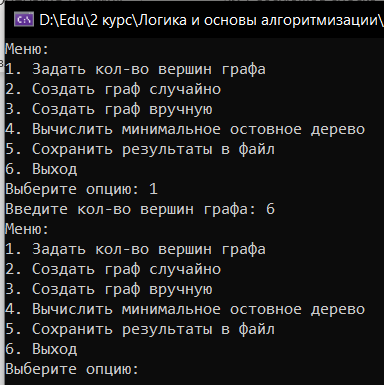 D:\Edu\2 курс\Логика и основы алгоритмизации\
Меню:
1. Задать кол-во вершин графа
2. Создать граф случайно
3. Создать граф вручную
4. Вычислить минимальное остовное дерево
5. Сохранить результаты в файл
6. Выход
Выберите опцию: 1
Введите кол-во вершин графа: 6
Меню:
1. Задать кол-во вершин графа
2. Создать граф случайно
3. Создать граф вручную
4. Вычислить минимальное остовное дерево
5. Сохранить результаты в файл
6. Выход
Выберите опцию: